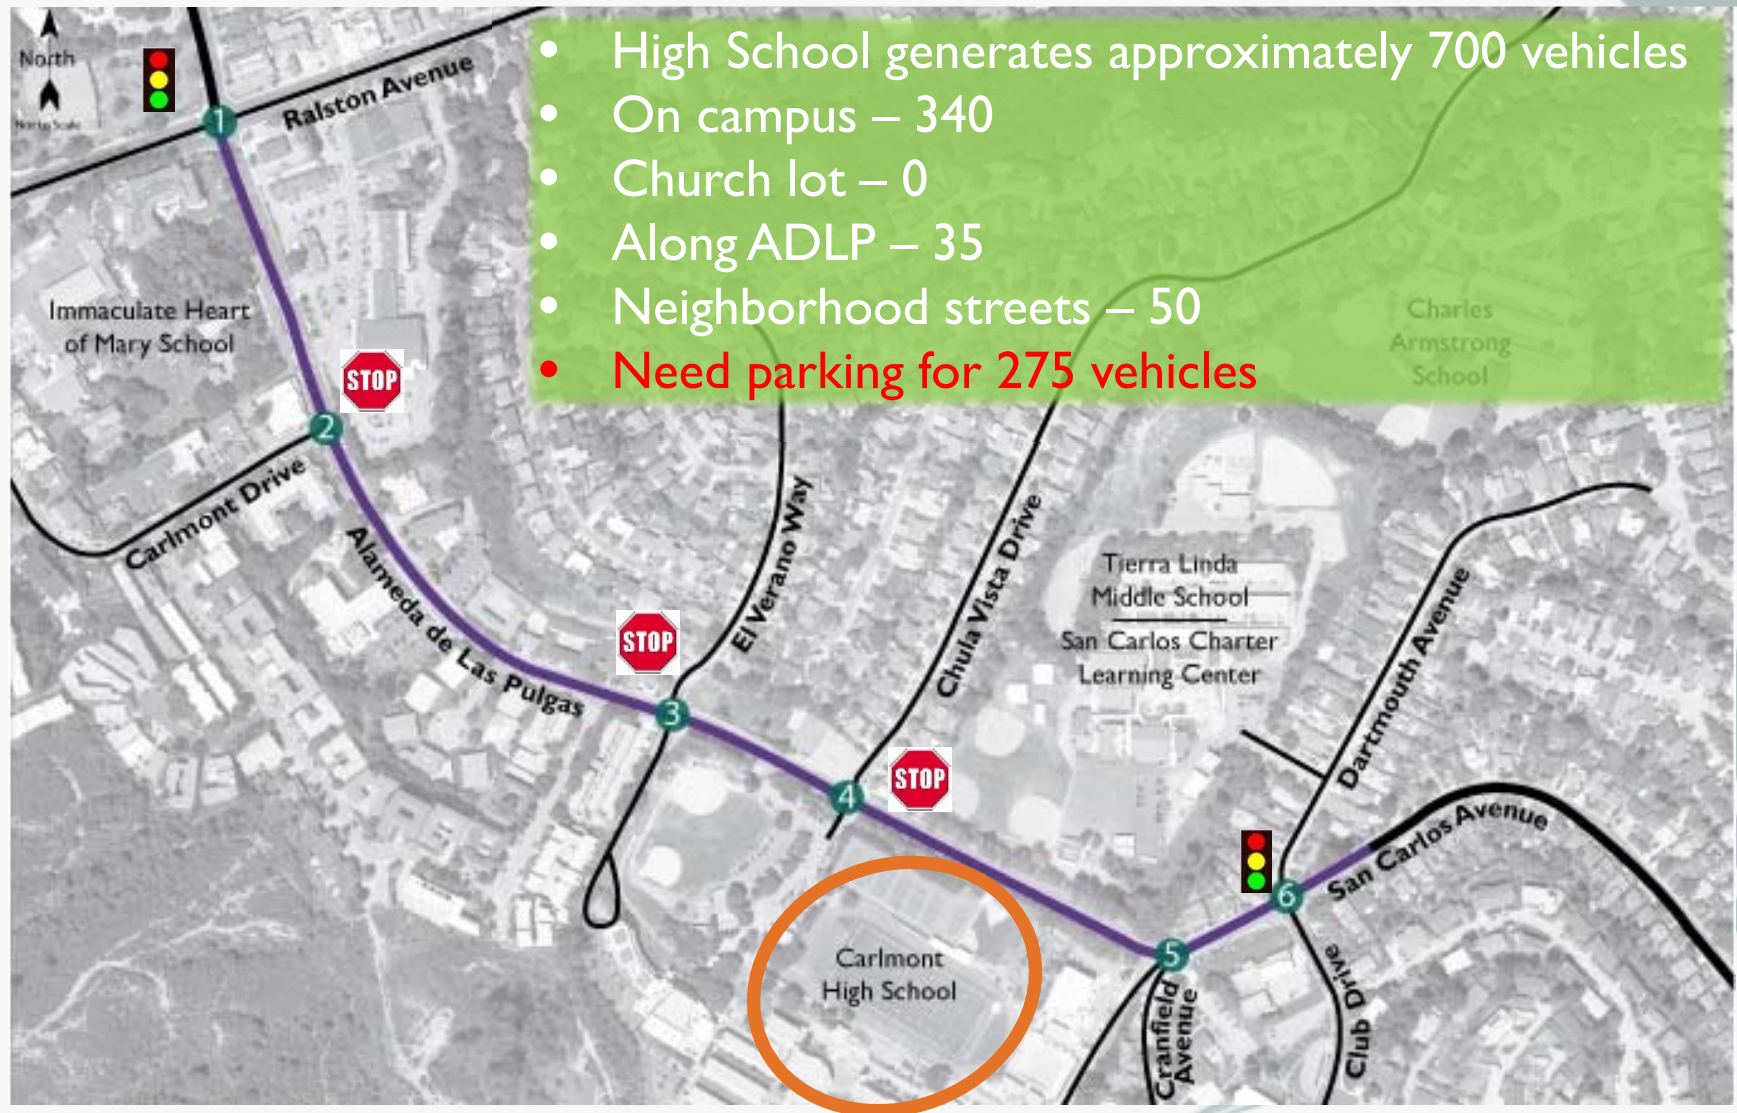 North
Not to Scale
• High School generates approximately 700 vehicles
• On campus – 340
• Church lot – 0
• Along ADLP – 35
• Neighborhood streets – 50
• Need parking for 275 vehicles
1
Ralston Avenue
Immaculate Heart
of Mary School
Charles
Armstrong
School
STOP
2
Carlmont Drive
Alameda de Las Pulgas
El Verano Way
Chula Vista Drive
Tierra Linda
Middle School
San Carlos Charter
Learning Center
Dartmouth Avenue
STOP
3
STOP
4
San Carlos Avenue
6
5
Carlmont
High School
Cranfield
Avenue
Club Drive